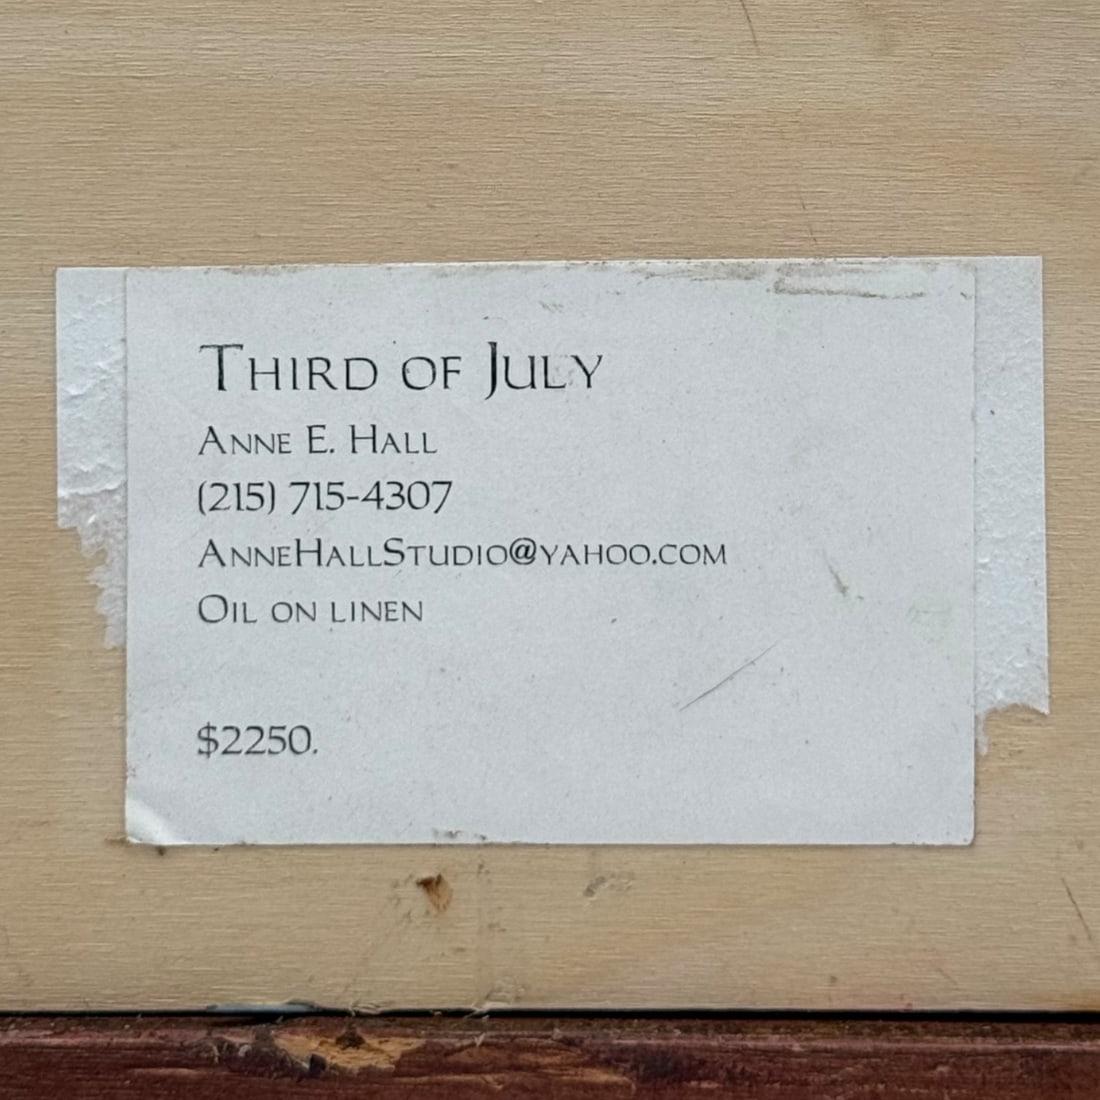 Third of July
Anne E. Hall
(215) 715-4307
AnneHallStudio@yahoo.com
Oil on linen
$2250.